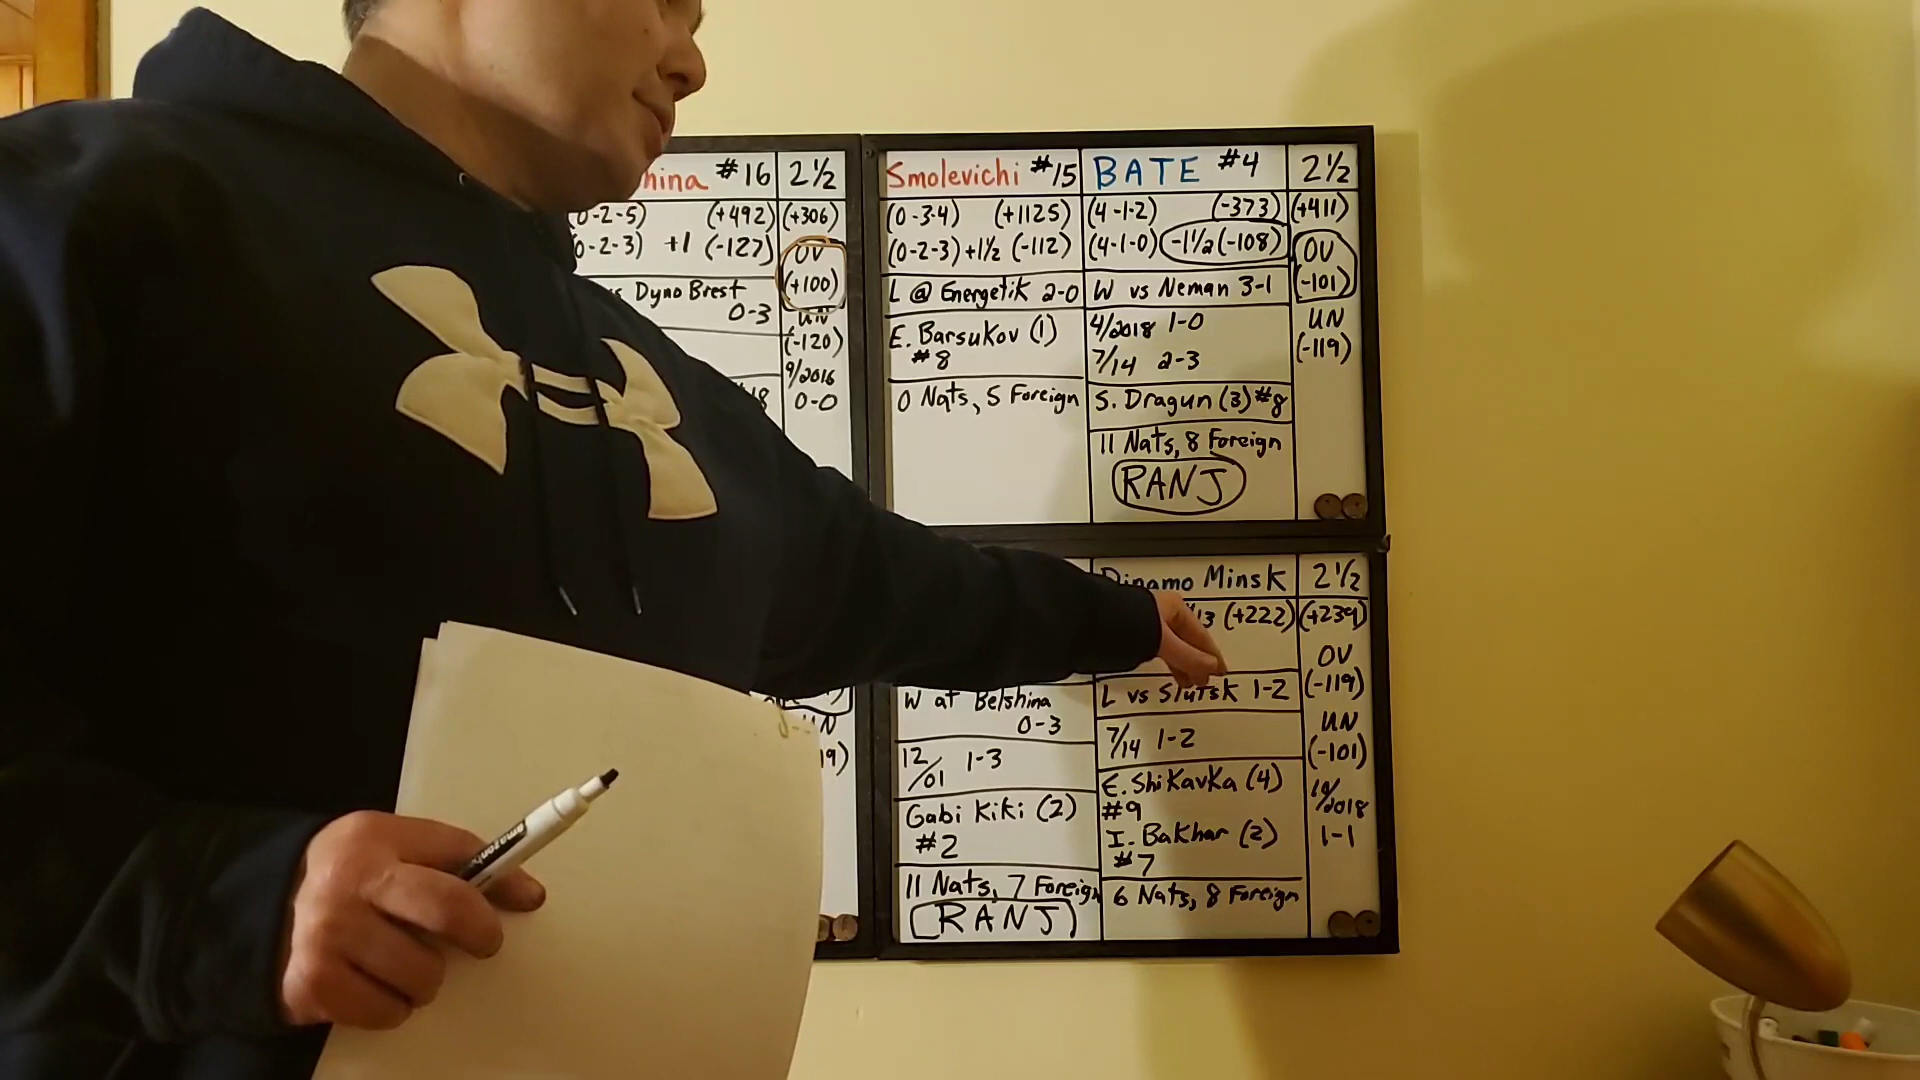 #16 2½
0-2-5) (+492) (+306)
0-2-3) +1 (-127) OV
(+100)
Dyno Brest
0-3 UN
(-120)
9/2016
0-0
Smolevichi #15 BATE #4 2½
(0-3-4) (+1125) (4-1-2) (-373) (+411)
(0-2-3) +1½ (-112) (4-1-0) -1½ (-108) OV
(-101)
L @ Energetik 2-0 W vs Neman 3-1
UN
(-119)
E. Barsukov (1)
#8
4/2018 1-0
7/14 2-3
0 Nats, 5 Foreign
S. Dragun (3) #8
11 Nats, 8 Foreign
RANJ
Dinamo Minsk 2½
(+222) (+239)
OV
(-119)
W at Belshina
0-3
L vs Slutsk 1-2
UN
(-101)
12/01 1-3
7/14 1-2
10/2018
1-1
Gabi Kiki (2)
#2
E. Shikavka (4)
#9
I. Bakhar (2)
#7
11 Nats, 7 Foreign
RANJ
6 Nats, 8 Foreign